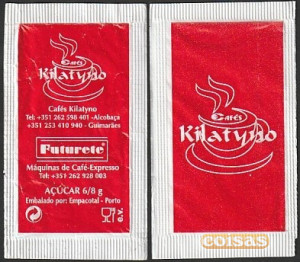 Cafés
Kilatyno
Cafés Kilatyno
Tel: +351 262 598 401 -Alcobaça
+351 253 410 940 - Guimarães
Futurete®
Máquinas de Café-Expresso
Tel: +351 262 928 003
AÇÚCAR 6/8 g
Embalado por: Empacotal - Porto
e.v.
Cafés
Kilatyno
coisas